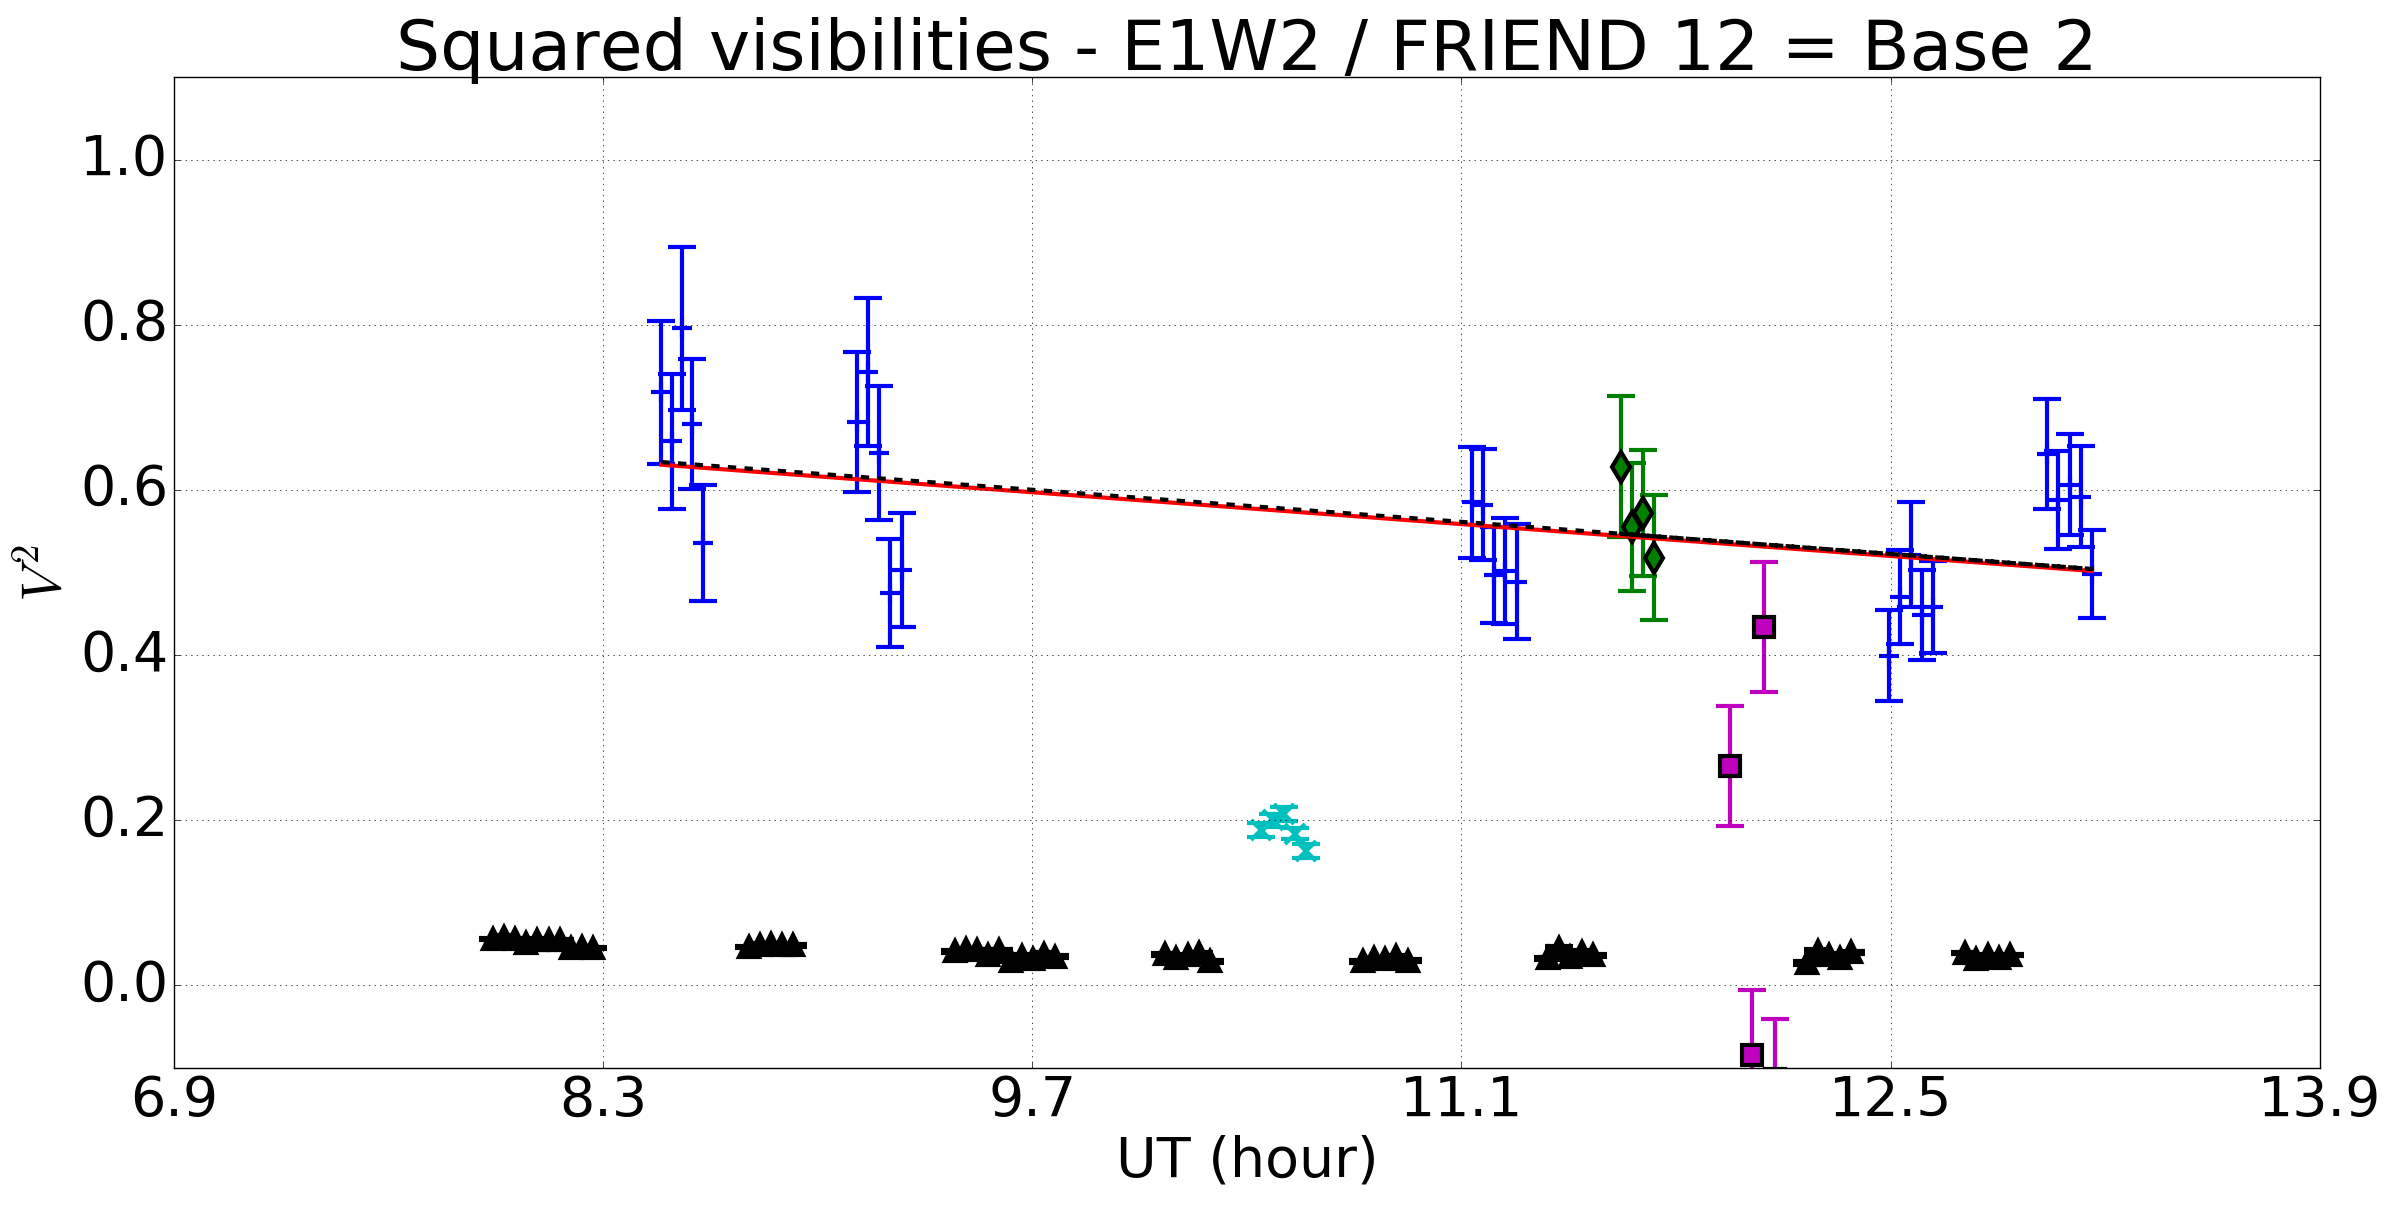 Squared visibilities - E1W2 / FRIEND 12 = Base 2
1.0
0.8
0.6
0.4
0.2
0.0
V²
6.9 8.3 9.7 11.1 12.5 13.9
UT (hour)